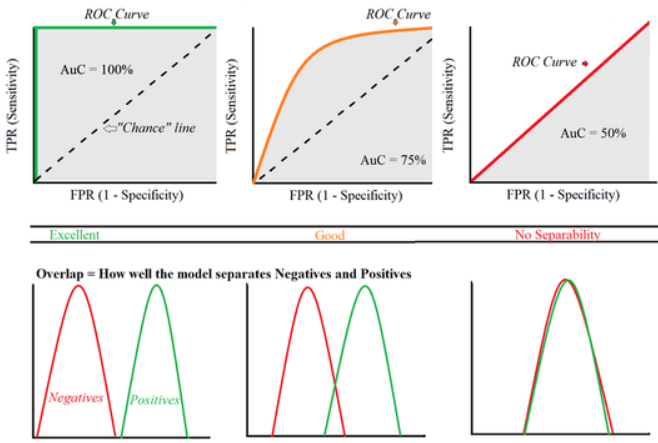 ROC Curve
AuC = 100%
"Chance" line
TPR (Sensitivity)
FPR (1 - Specificity)
ROC Curve
AuC = 75%
TPR (Sensitivity)
FPR (1 - Specificity)
ROC Curve
AuC = 50%
TPR (Sensitivity)
FPR (1 - Specificity)
Excellent
Good
No Separability
Overlap = How well the model separates Negatives and Positives
Negatives
Positives